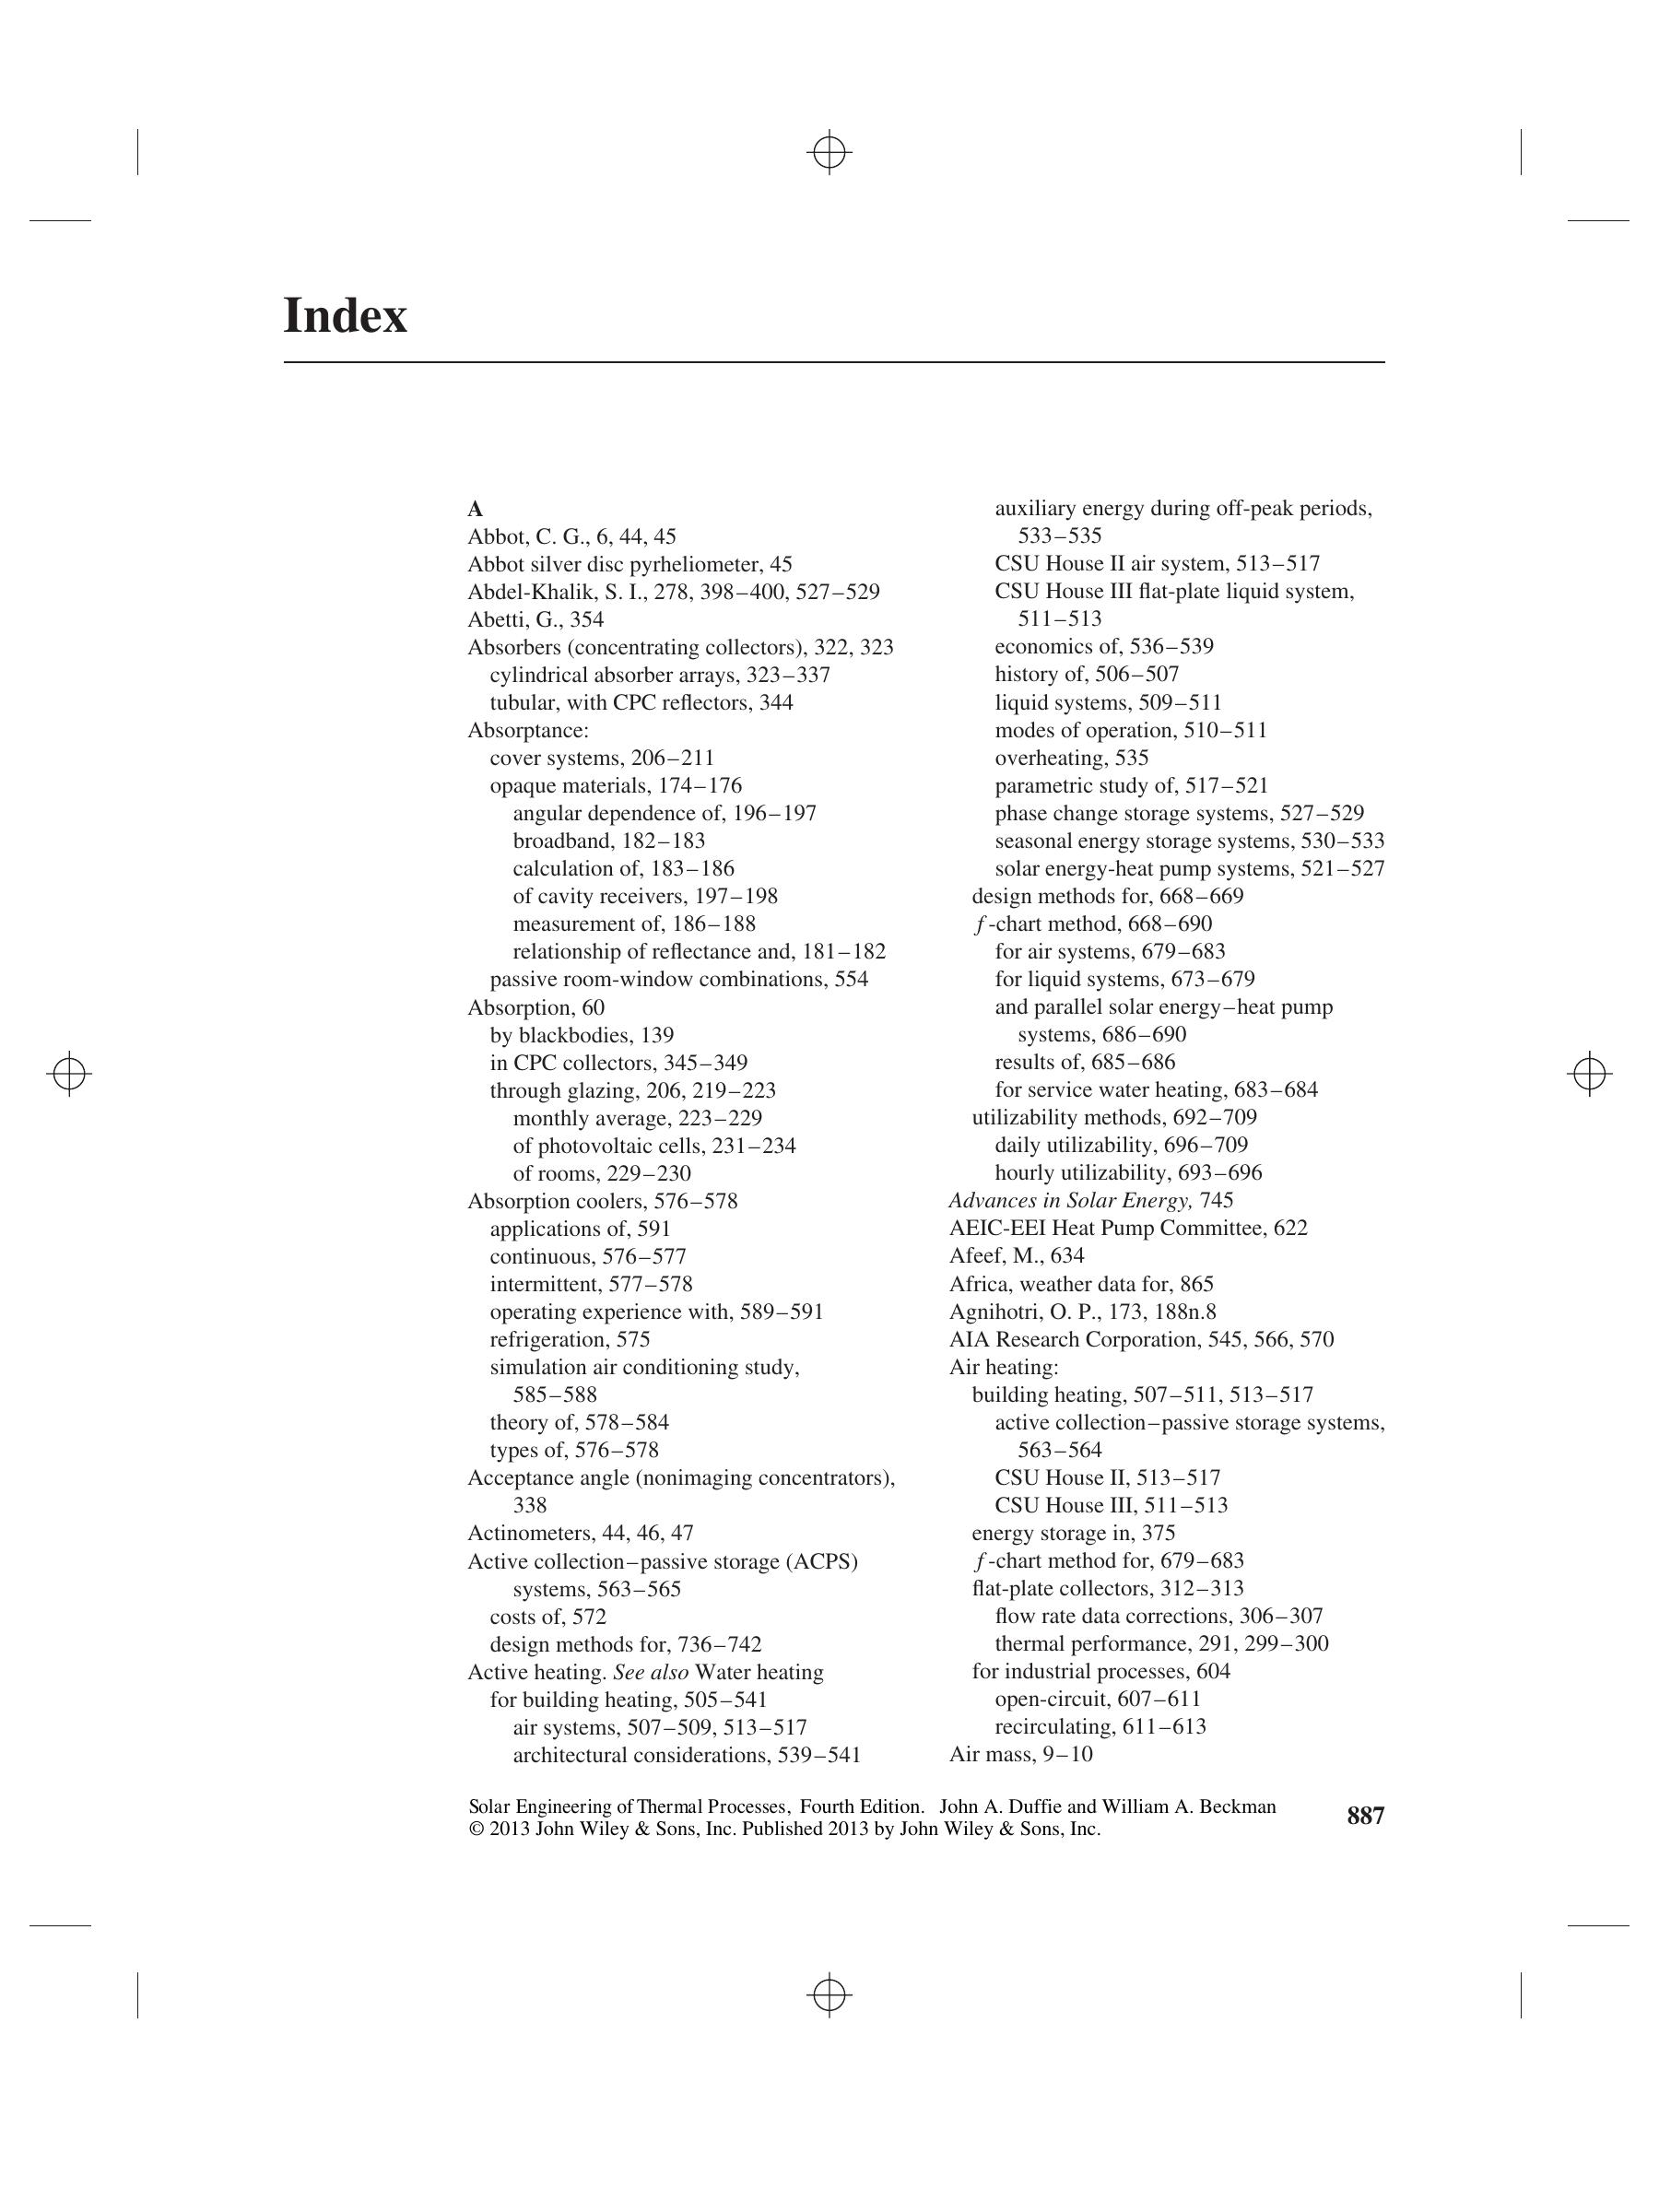 Index
A
Abbot, C. G., 6, 44, 45
Abbot silver disc pyrheliometer, 45
Abdel-Khalik, S. I., 278, 398–400, 527–529
Abetti, G., 354
Absorbers (concentrating collectors), 322, 323
cylindrical absorber arrays, 323–337
tubular, with CPC reflectors, 344
Absorptance:
cover systems, 206–211
opaque materials, 174–176
angular dependence of, 196–197
broadband, 182–183
calculation of, 183–186
of cavity receivers, 197–198
measurement of, 186–188
relationship of reflectance and, 181–182
passive room-window combinations, 554
Absorption, 60
by blackbodies, 139
in CPC collectors, 345–349
through glazing, 206, 219–223
monthly average, 223–229
of photovoltaic cells, 231–234
of rooms, 229–230
Absorption coolers, 576–578
applications of, 591
continuous, 576–577
intermittent, 577–578
operating experience with, 589–591
refrigeration, 575
simulation air conditioning study,
585–588
theory of, 578–584
types of, 576–578
Acceptance angle (nonimaging concentrators),
338
Actinometers, 44, 46, 47
Active collection–passive storage (ACPS)
systems, 563–565
costs of, 572
design methods for, 736–742
Active heating. See also Water heating
for building heating, 505–541
air systems, 507–509, 513–517
architectural considerations, 539–541
auxiliary energy during off-peak periods,
533–535
CSU House II air system, 513–517
CSU House III flat-plate liquid system,
511–513
economics of, 536–539
history of, 506–507
liquid systems, 509–511
modes of operation, 510–511
overheating, 535
parametric study of, 517–521
phase change storage systems, 527–529
seasonal energy storage systems, 530–533
solar energy-heat pump systems, 521–527
design methods for, 668–669
f-chart method, 668–690
for air systems, 679–683
for liquid systems, 673–679
and parallel solar energy–heat pump
systems, 686–690
results of, 685–686
for service water heating, 683–684
utilizability methods, 692–709
daily utilizability, 696–709
hourly utilizability, 693–696
Advances in Solar Energy, 745
AEIC-EEI Heat Pump Committee, 622
Afeef, M., 634
Africa, weather data for, 865
Agnihotri, O. P., 173, 188n.8
AIA Research Corporation, 545, 566, 570
Air heating:
building heating, 507–511, 513–517
active collection–passive storage systems,
563–564
CSU House II, 513–517
CSU House III, 511–513
energy storage in, 375
f-chart method for, 679–683
flat-plate collectors, 312–313
flow rate data corrections, 306–307
thermal performance, 291, 299–300
for industrial processes, 604
open-circuit, 607–611
recirculating, 611–613
Air mass, 9–10
Solar Engineering of Thermal Processes, Fourth Edition. John A. Duffie and William A. Beckman
© 2013 John Wiley & Sons, Inc. Published 2013 by John Wiley & Sons, Inc.
887